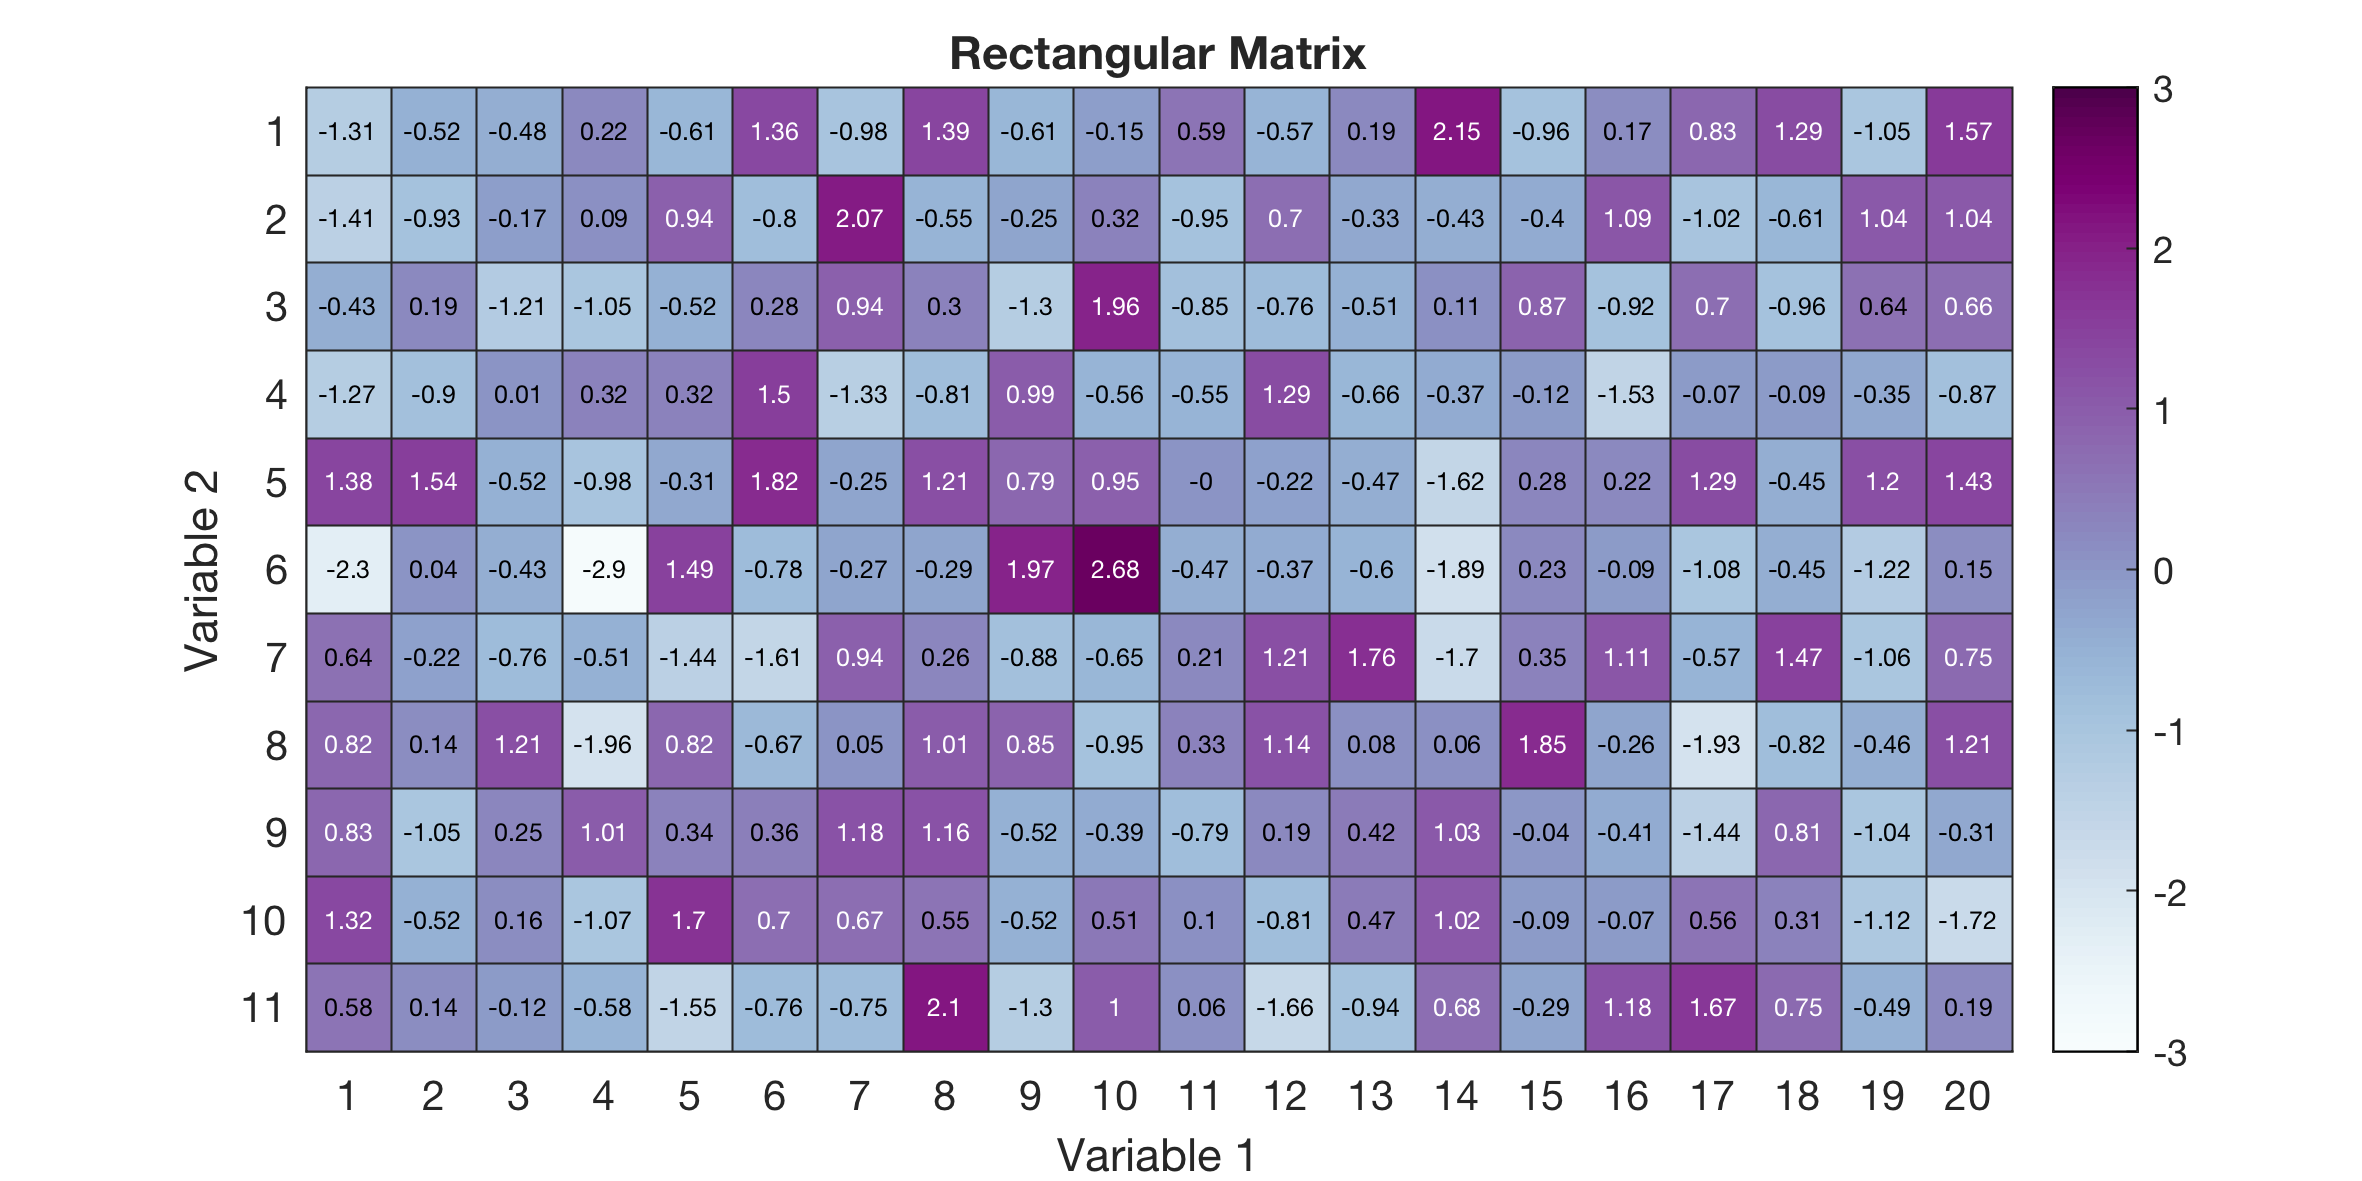 Rectangular Matrix
1 -1.31 -0.52 -0.48 0.22 -0.61 1.36 -0.98 1.39 -0.61 -0.15 0.59 -0.57 0.19 2.15 -0.96 0.17 0.83 1.29 -1.05 1.57
2 -1.41 -0.93 -0.17 0.09 0.94 -0.8 2.07 -0.55 -0.25 0.32 -0.95 0.7 -0.33 -0.43 -0.4 1.09 -1.02 -0.61 1.04 1.04
3 -0.43 0.19 -1.21 -1.05 -0.52 0.28 0.94 0.3 -1.3 1.96 -0.85 -0.76 -0.51 0.11 0.87 -0.92 0.7 -0.96 0.64 0.66
4 -1.27 -0.9 0.01 0.32 0.32 1.5 -1.33 -0.81 0.99 -0.56 -0.55 1.29 -0.66 -0.37 -0.12 -1.53 -0.07 -0.09 -0.35 -0.87
5 1.38 1.54 -0.52 -0.98 -0.31 1.82 -0.25 1.21 0.79 0.95 -0 -0.22 -0.47 -1.62 0.28 0.22 1.29 -0.45 1.2 1.43
6 -2.3 0.04 -0.43 -2.9 1.49 -0.78 -0.27 -0.29 1.97 2.68 -0.47 -0.37 -0.6 -1.89 0.23 -0.09 -1.08 -0.45 -1.22 0.15
7 0.64 -0.22 -0.76 -0.51 -1.44 -1.61 0.94 0.26 -0.88 -0.65 0.21 1.21 1.76 -1.7 0.35 1.11 -0.57 1.47 -1.06 0.75
8 0.82 0.14 1.21 -1.96 0.82 -0.67 0.05 1.01 0.85 -0.95 0.33 1.14 0.08 0.06 1.85 -0.26 -1.93 -0.82 -0.46 1.21
9 0.83 -1.05 0.25 1.01 0.34 0.36 1.18 1.16 -0.52 -0.39 -0.79 0.19 0.42 1.03 -0.04 -0.41 -1.44 0.81 -1.04 -0.31
10 1.32 -0.52 0.16 -1.07 1.7 0.7 0.67 0.55 -0.52 0.51 0.1 -0.81 0.47 1.02 -0.09 -0.07 0.56 0.31 -1.12 -1.72
11 0.58 0.14 -0.12 -0.58 -1.55 -0.76 -0.75 2.1 -1.3 1 0.06 -1.66 -0.94 0.68 -0.29 1.18 1.67 0.75 -0.49 0.19
1 2 3 4 5 6 7 8 9 10 11 12 13 14 15 16 17 18 19 20
Variable 1
Variable 2
3
2
1
0
-1
-2
-3